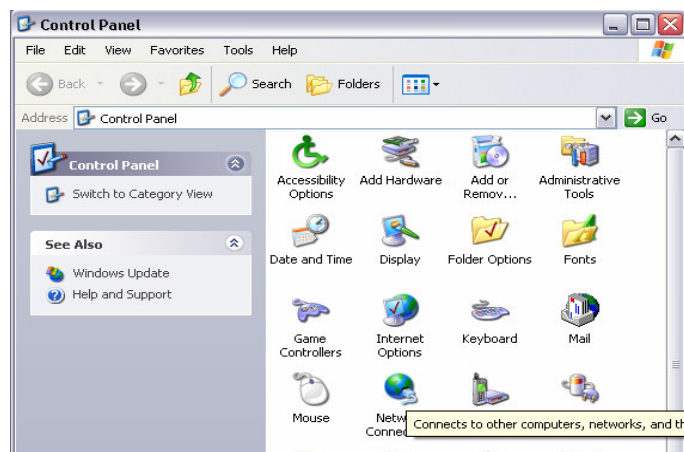 Control Panel
File Edit View Favorites Tools Help
Back Search Folders
Address Control Panel Go
Control Panel
Switch to Category View
See Also
Windows Update
Help and Support
Accessibility Options
Add Hardware
Add or Remov...
Administrative Tools
Date and Time
Display
Folder Options
Fonts
Game Controllers
Internet Options
Keyboard
Mail
Mouse
Connects to other computers, networks, and